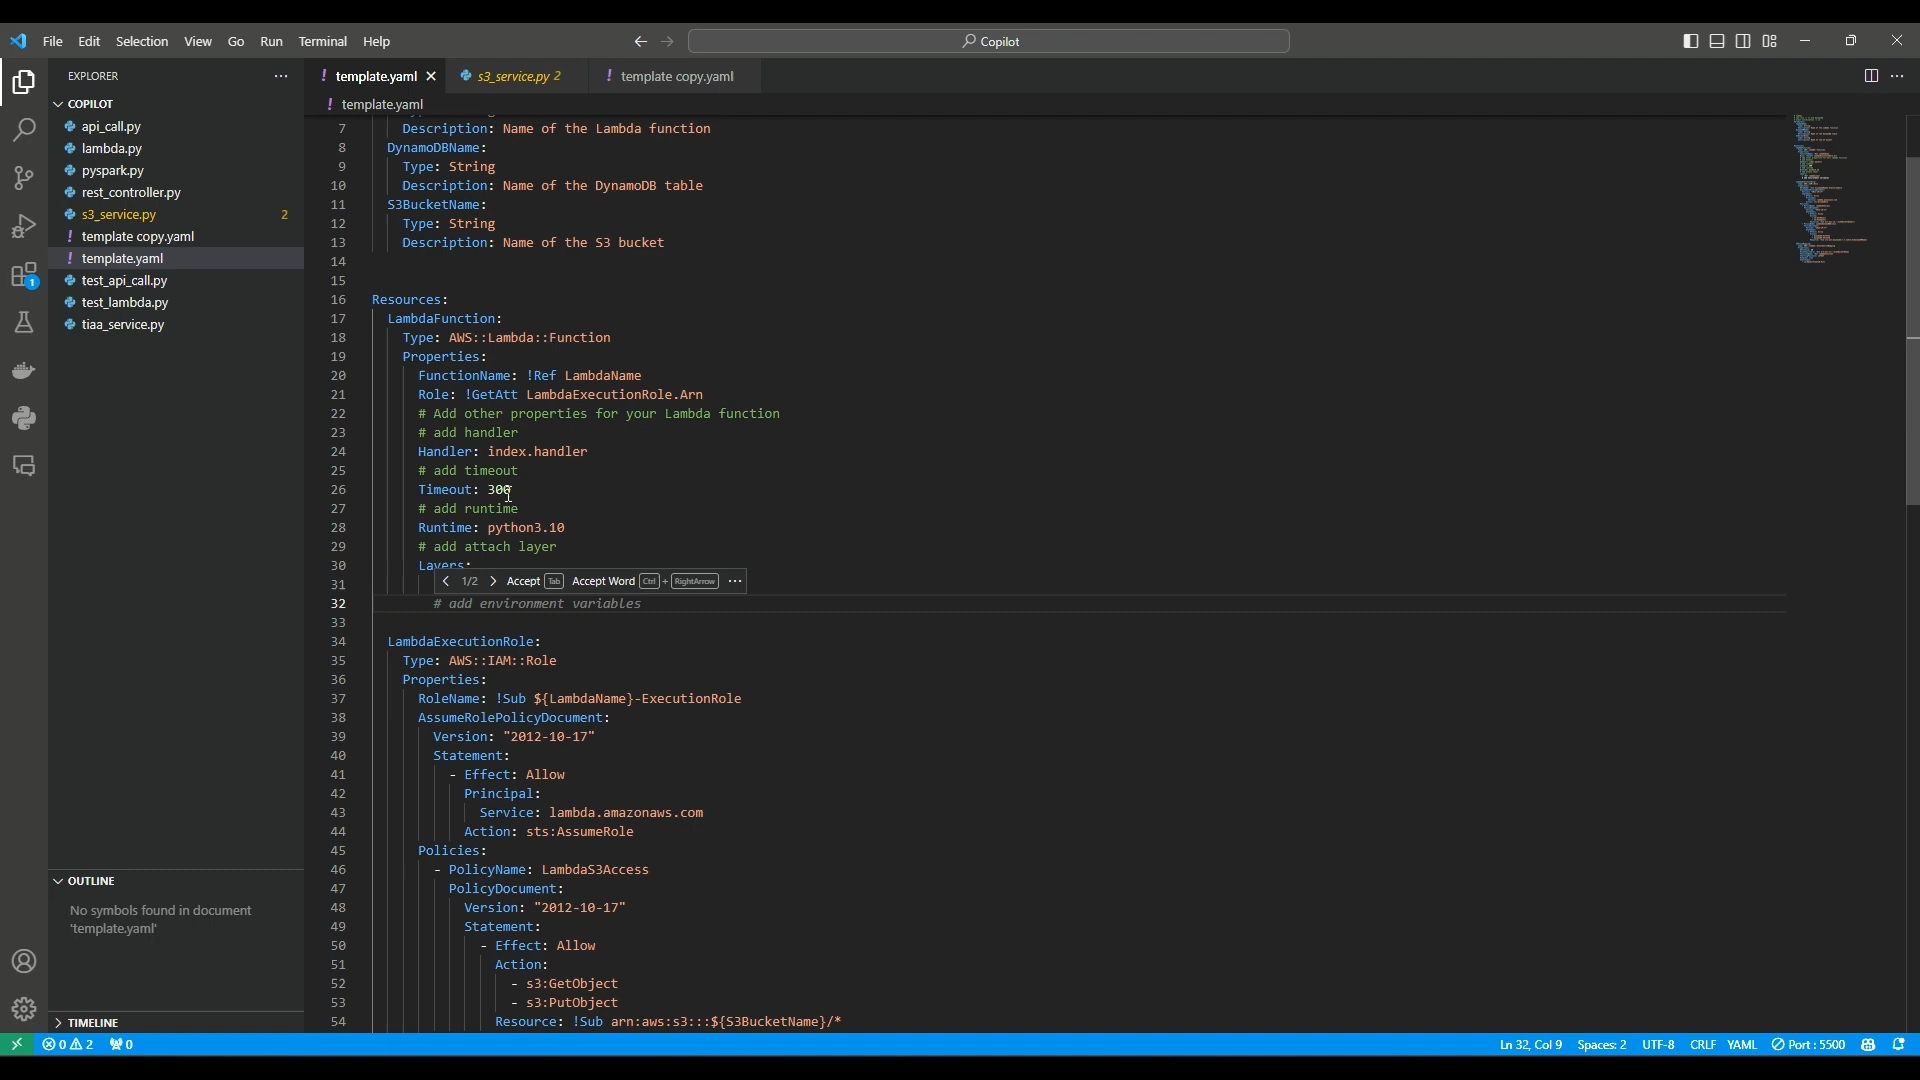 File Edit Selection View Go Run Terminal Help
Copilot
EXPLORER
COPILOT
api_call.py
lambda.py
pyspark.py
rest_controller.py
s3_service.py 2
template copy.yaml
template.yaml
test_api_call.py
test_lambda.py
tiaa_service.py
1
OUTLINE
No symbols found in document
'template.yaml'
TIMELINE
! template.yaml s3_service.py 2 ! template copy.yaml
! template.yaml
7 Description: Name of the Lambda function
8 DynamoDBName:
9 Type: String
10 Description: Name of the DynamoDB table
11 S3BucketName:
12 Type: String
13 Description: Name of the S3 bucket
14
15
16 Resources:
17 LambdaFunction:
18 Type: AWS::Lambda::Function
19 Properties:
20 FunctionName: !Ref LambdaName
21 Role: !GetAtt LambdaExecutionRole.Arn
22 # Add other properties for your Lambda function
23 # add handler
24 Handler: index.handler
25 # add timeout
26 Timeout: 300
27 # add runtime
28 Runtime: python3.10
29 # add attach layer
30 Layers:
31
1/2 Accept Tab Accept Word Ctrl + RightArrow ...
32 # add environment variables
33
34 LambdaExecutionRole:
35 Type: AWS::IAM::Role
36 Properties:
37 RoleName: !Sub ${LambdaName}-ExecutionRole
38 AssumeRolePolicyDocument:
39 Version: "2012-10-17"
40 Statement:
41 - Effect: Allow
42 Principal:
43 Service: lambda.amazonaws.com
44 Action: sts:AssumeRole
45 Policies:
46 - PolicyName: LambdaS3Access
47 PolicyDocument:
48 Version: "2012-10-17"
49 Statement:
50 - Effect: Allow
51 Action:
52 - s3:GetObject
53 - s3:PutObject
54 Resource: !Sub arn:aws:s3:::${S3BucketName}/*
0 2 0 Ln 32, Col 9 Spaces: 2 UTF-8 CRLF YAML Port : 5500